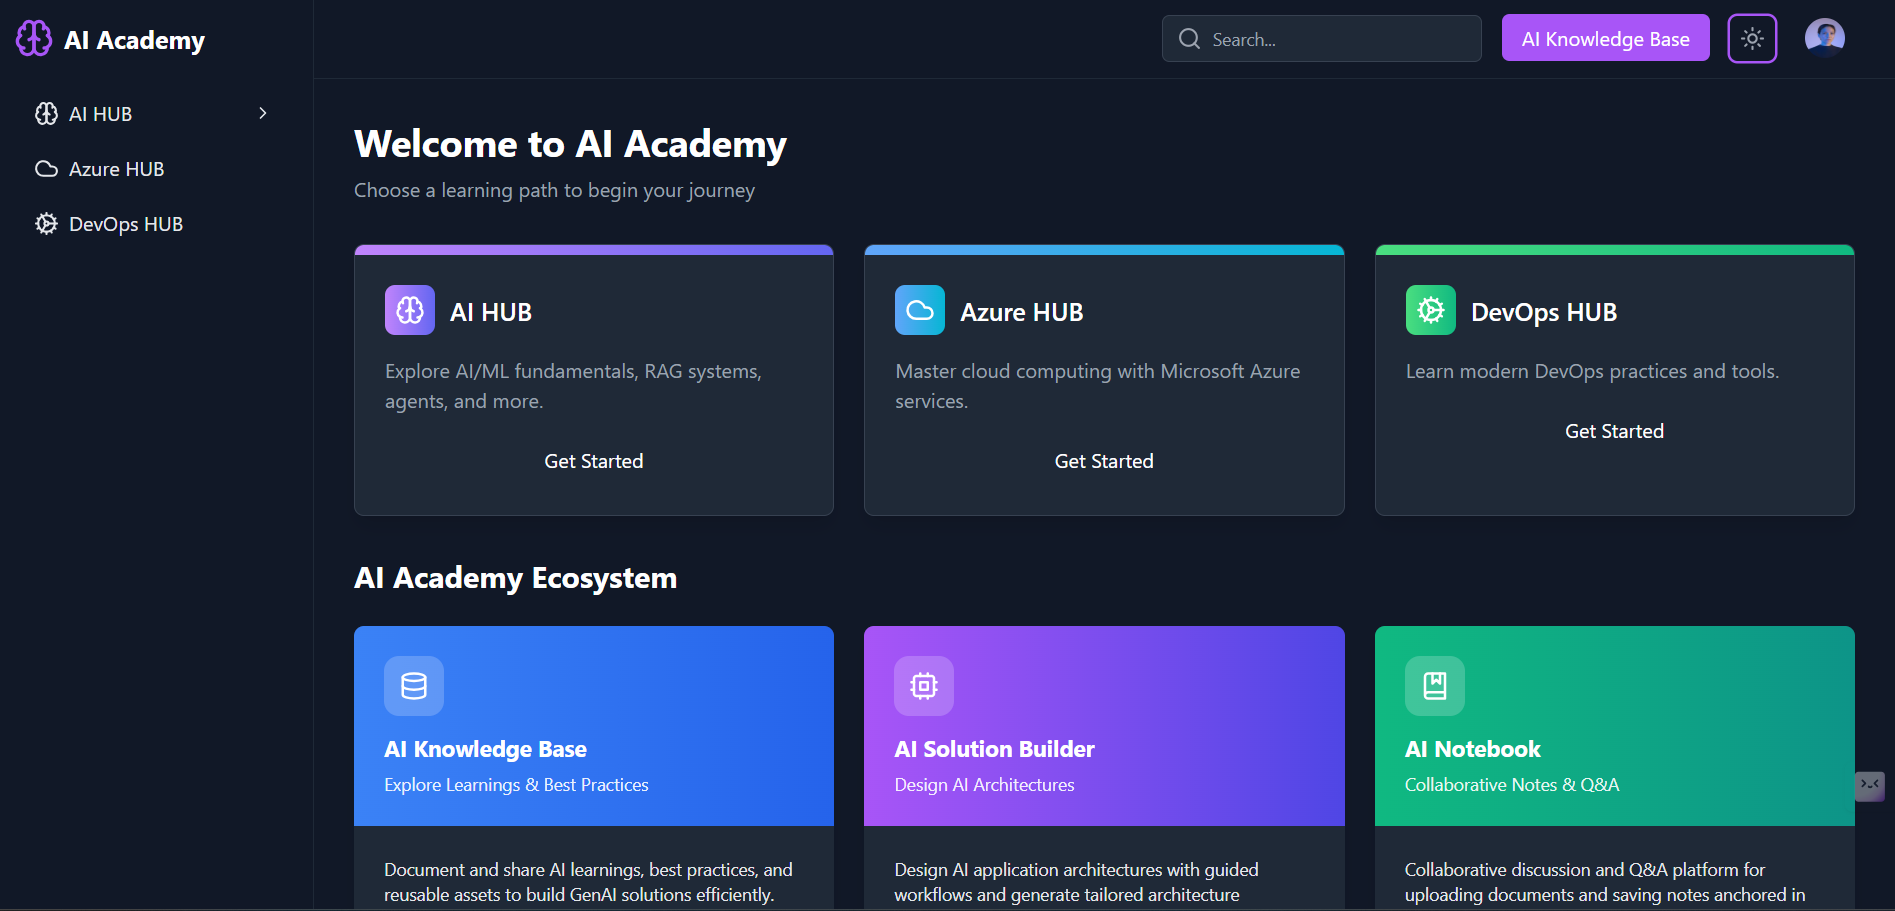 AI Academy
Search...
AI Knowledge Base
AI HUB
Azure HUB
DevOps HUB
Welcome to AI Academy
Choose a learning path to begin your journey
AI HUB
Explore AI/ML fundamentals, RAG systems,
agents, and more.
Get Started
Azure HUB
Master cloud computing with Microsoft Azure
services.
Get Started
DevOps HUB
Learn modern DevOps practices and tools.
Get Started
AI Academy Ecosystem
AI Knowledge Base
Explore Learnings & Best Practices
Document and share AI learnings, best practices, and
reusable assets to build GenAI solutions efficiently.
AI Solution Builder
Design AI Architectures
Design AI application architectures with guided
workflows and generate tailored architecture
AI Notebook
Collaborative Notes & Q&A
Collaborative discussion and Q&A platform for
uploading documents and saving notes anchored in